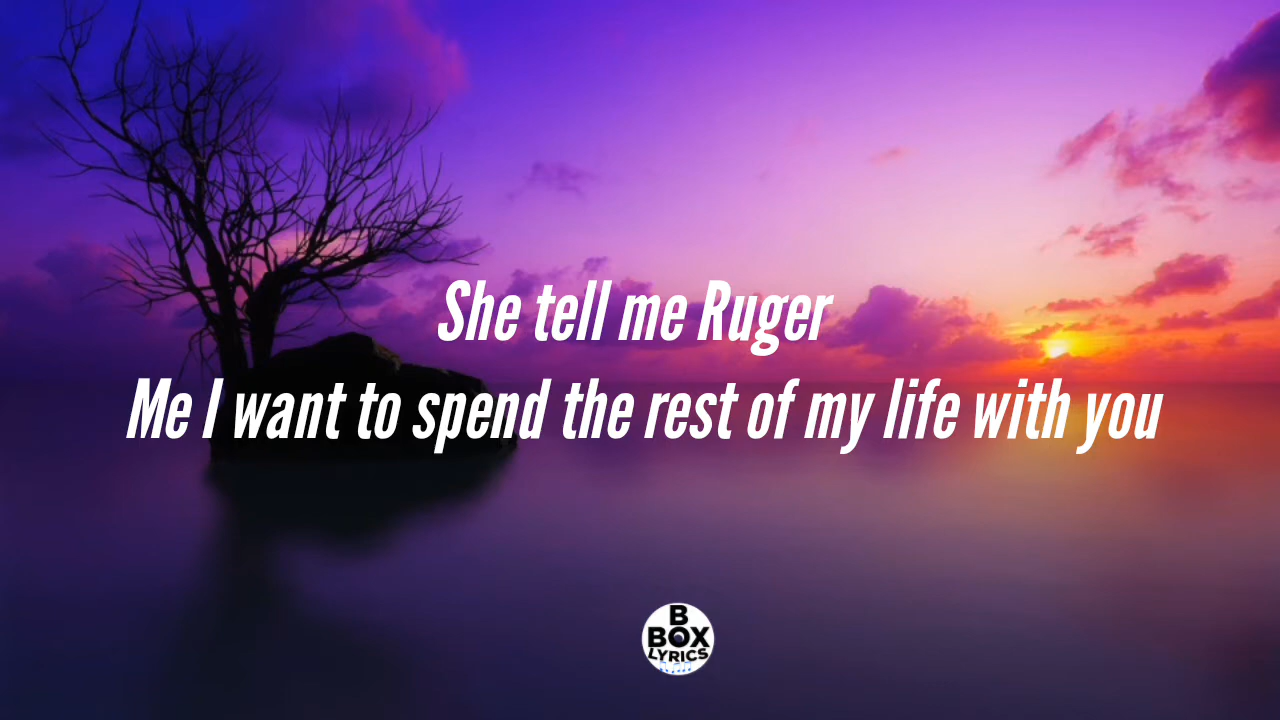 She tell me Ruger
Me I want to spend the rest of my life with you
B
BOX
LYRICS